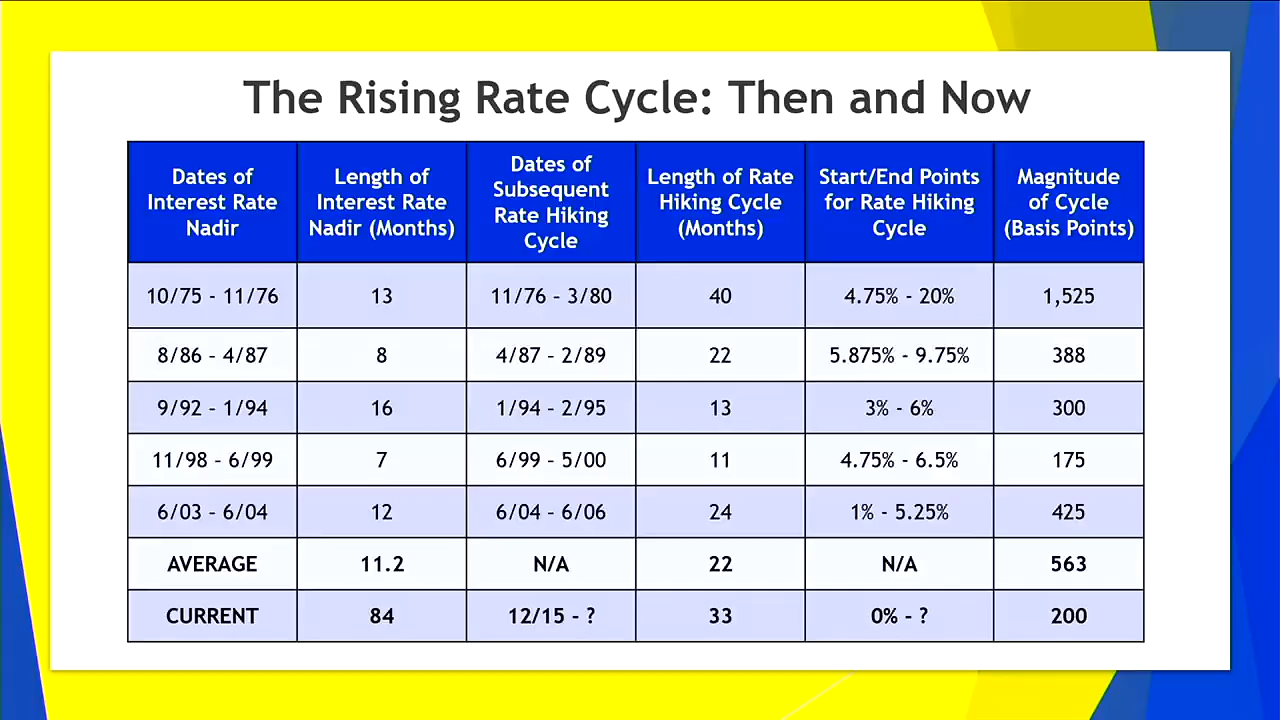 The Rising Rate Cycle: Then and Now
Dates of Interest Rate Nadir | Length of Interest Rate Nadir (Months) | Dates of Subsequent Rate Hiking Cycle | Length of Rate Hiking Cycle (Months) | Start/End Points for Rate Hiking Cycle | Magnitude of Cycle (Basis Points)
10/75 - 11/76 | 13 | 11/76 – 3/80 | 40 | 4.75% - 20% | 1,525
8/86 – 4/87 | 8 | 4/87 – 2/89 | 22 | 5.875% - 9.75% | 388
9/92 – 1/94 | 16 | 1/94 – 2/95 | 13 | 3% - 6% | 300
11/98 – 6/99 | 7 | 6/99 – 5/00 | 11 | 4.75% - 6.5% | 175
6/03 – 6/04 | 12 | 6/04 – 6/06 | 24 | 1% - 5.25% | 425
AVERAGE | 11.2 | N/A | 22 | N/A | 563
CURRENT | 84 | 12/15 - ? | 33 | 0% - ? | 200